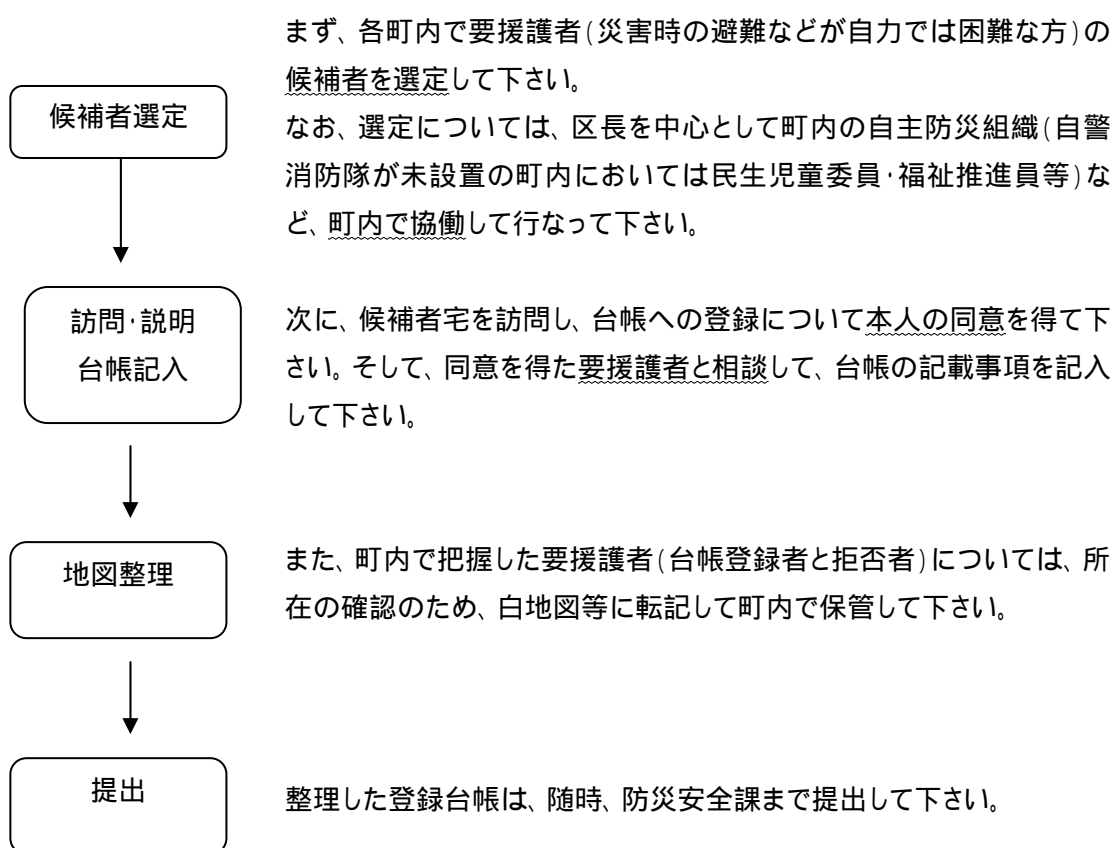 まず、各町内で要援護者(災害時の避難などが自力では困難な方)の
候補者を選定して下さい。
候補者選定
なお、選定については、区長を中心として町内の自主防災組織(自警
消防隊が未設置の町内においては民生児童委員・福祉推進員等)な
ど、町内で協働して行なって下さい。
訪問・説明
台帳記入
次に、候補者宅を訪問し、台帳への登録について本人の同意を得て下
さい。そして、同意を得た要援護者と相談して、台帳の記載事項を記入
して下さい。
地図整理
また、町内で把握した要援護者(台帳登録者と拒否者)については、所
在の確認のため、白地図等に転記して町内で保管して下さい。
提出
整理した登録台帳は、随時、防災安全課まで提出して下さい。